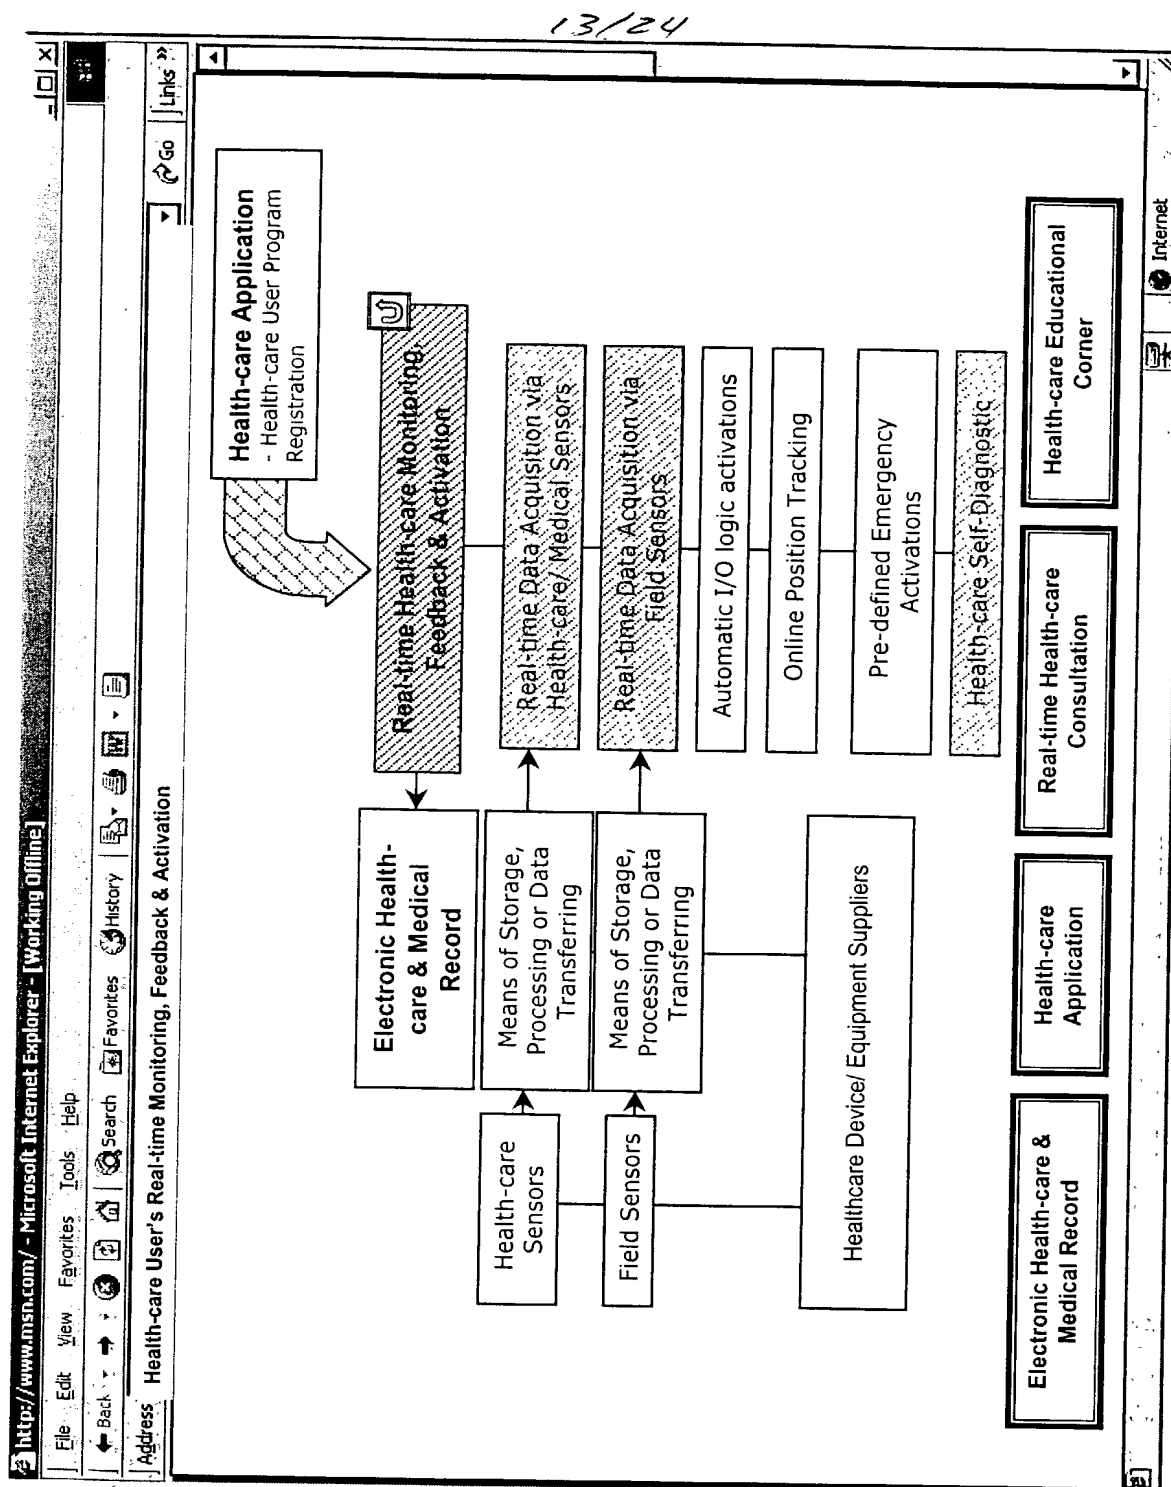 13/24
http://www.msn.com/ - Microsoft Internet Explorer - [Working Offline]
File Edit View Favorites Tools Help
Back Search Favorites History
Address Health-care User's Real-time Monitoring, Feedback & Activation Go Links »
Health-care Application
- Health-care User Program
Registration
Real-time Health-care Monitoring,
Feedback & Activation
Electronic Health-
care & Medical
Record
Health-care
Sensors
Means of Storage,
Processing or Data
Transferring
Real-time Data Acquisition via
Health-care/ Medical Sensors
Field Sensors
Means of Storage,
Processing or Data
Transferring
Real-time Data Acquisition via
Field Sensors
Automatic I/O logic activations
Online Position Tracking
Healthcare Device/ Equipment Suppliers
Pre-defined Emergency
Activations
Health-care Self-Diagnostic
Electronic Health-care &
Medical Record
Health-care
Application
Real-time Health-care
Consultation
Health-care Educational
Corner
Internet